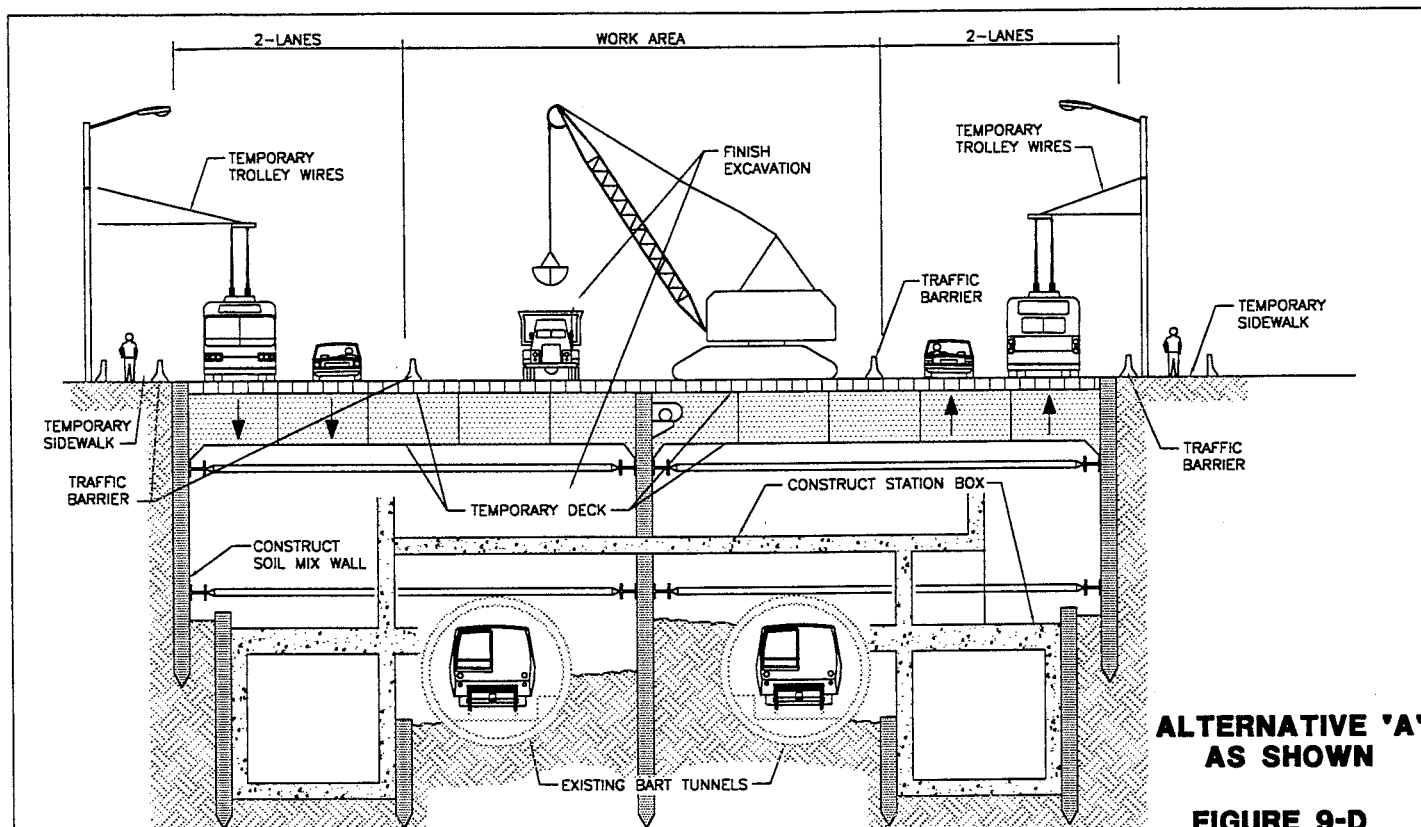 2-LANES
WORK AREA
2-LANES
TEMPORARY
TROLLEY WIRES
FINISH
EXCAVATION
TEMPORARY
TROLLEY WIRES
TRAFFIC
BARRIER
TEMPORARY
SIDEWALK
TEMPORARY
SIDEWALK
TRAFFIC
BARRIER
TRAFFIC
BARRIER
TEMPORARY DECK
CONSTRUCT STATION BOX
CONSTRUCT
SOIL MIX WALL
EXISTING BART TUNNELS
ALTERNATIVE 'A'
AS SHOWN
FIGURE 9-D